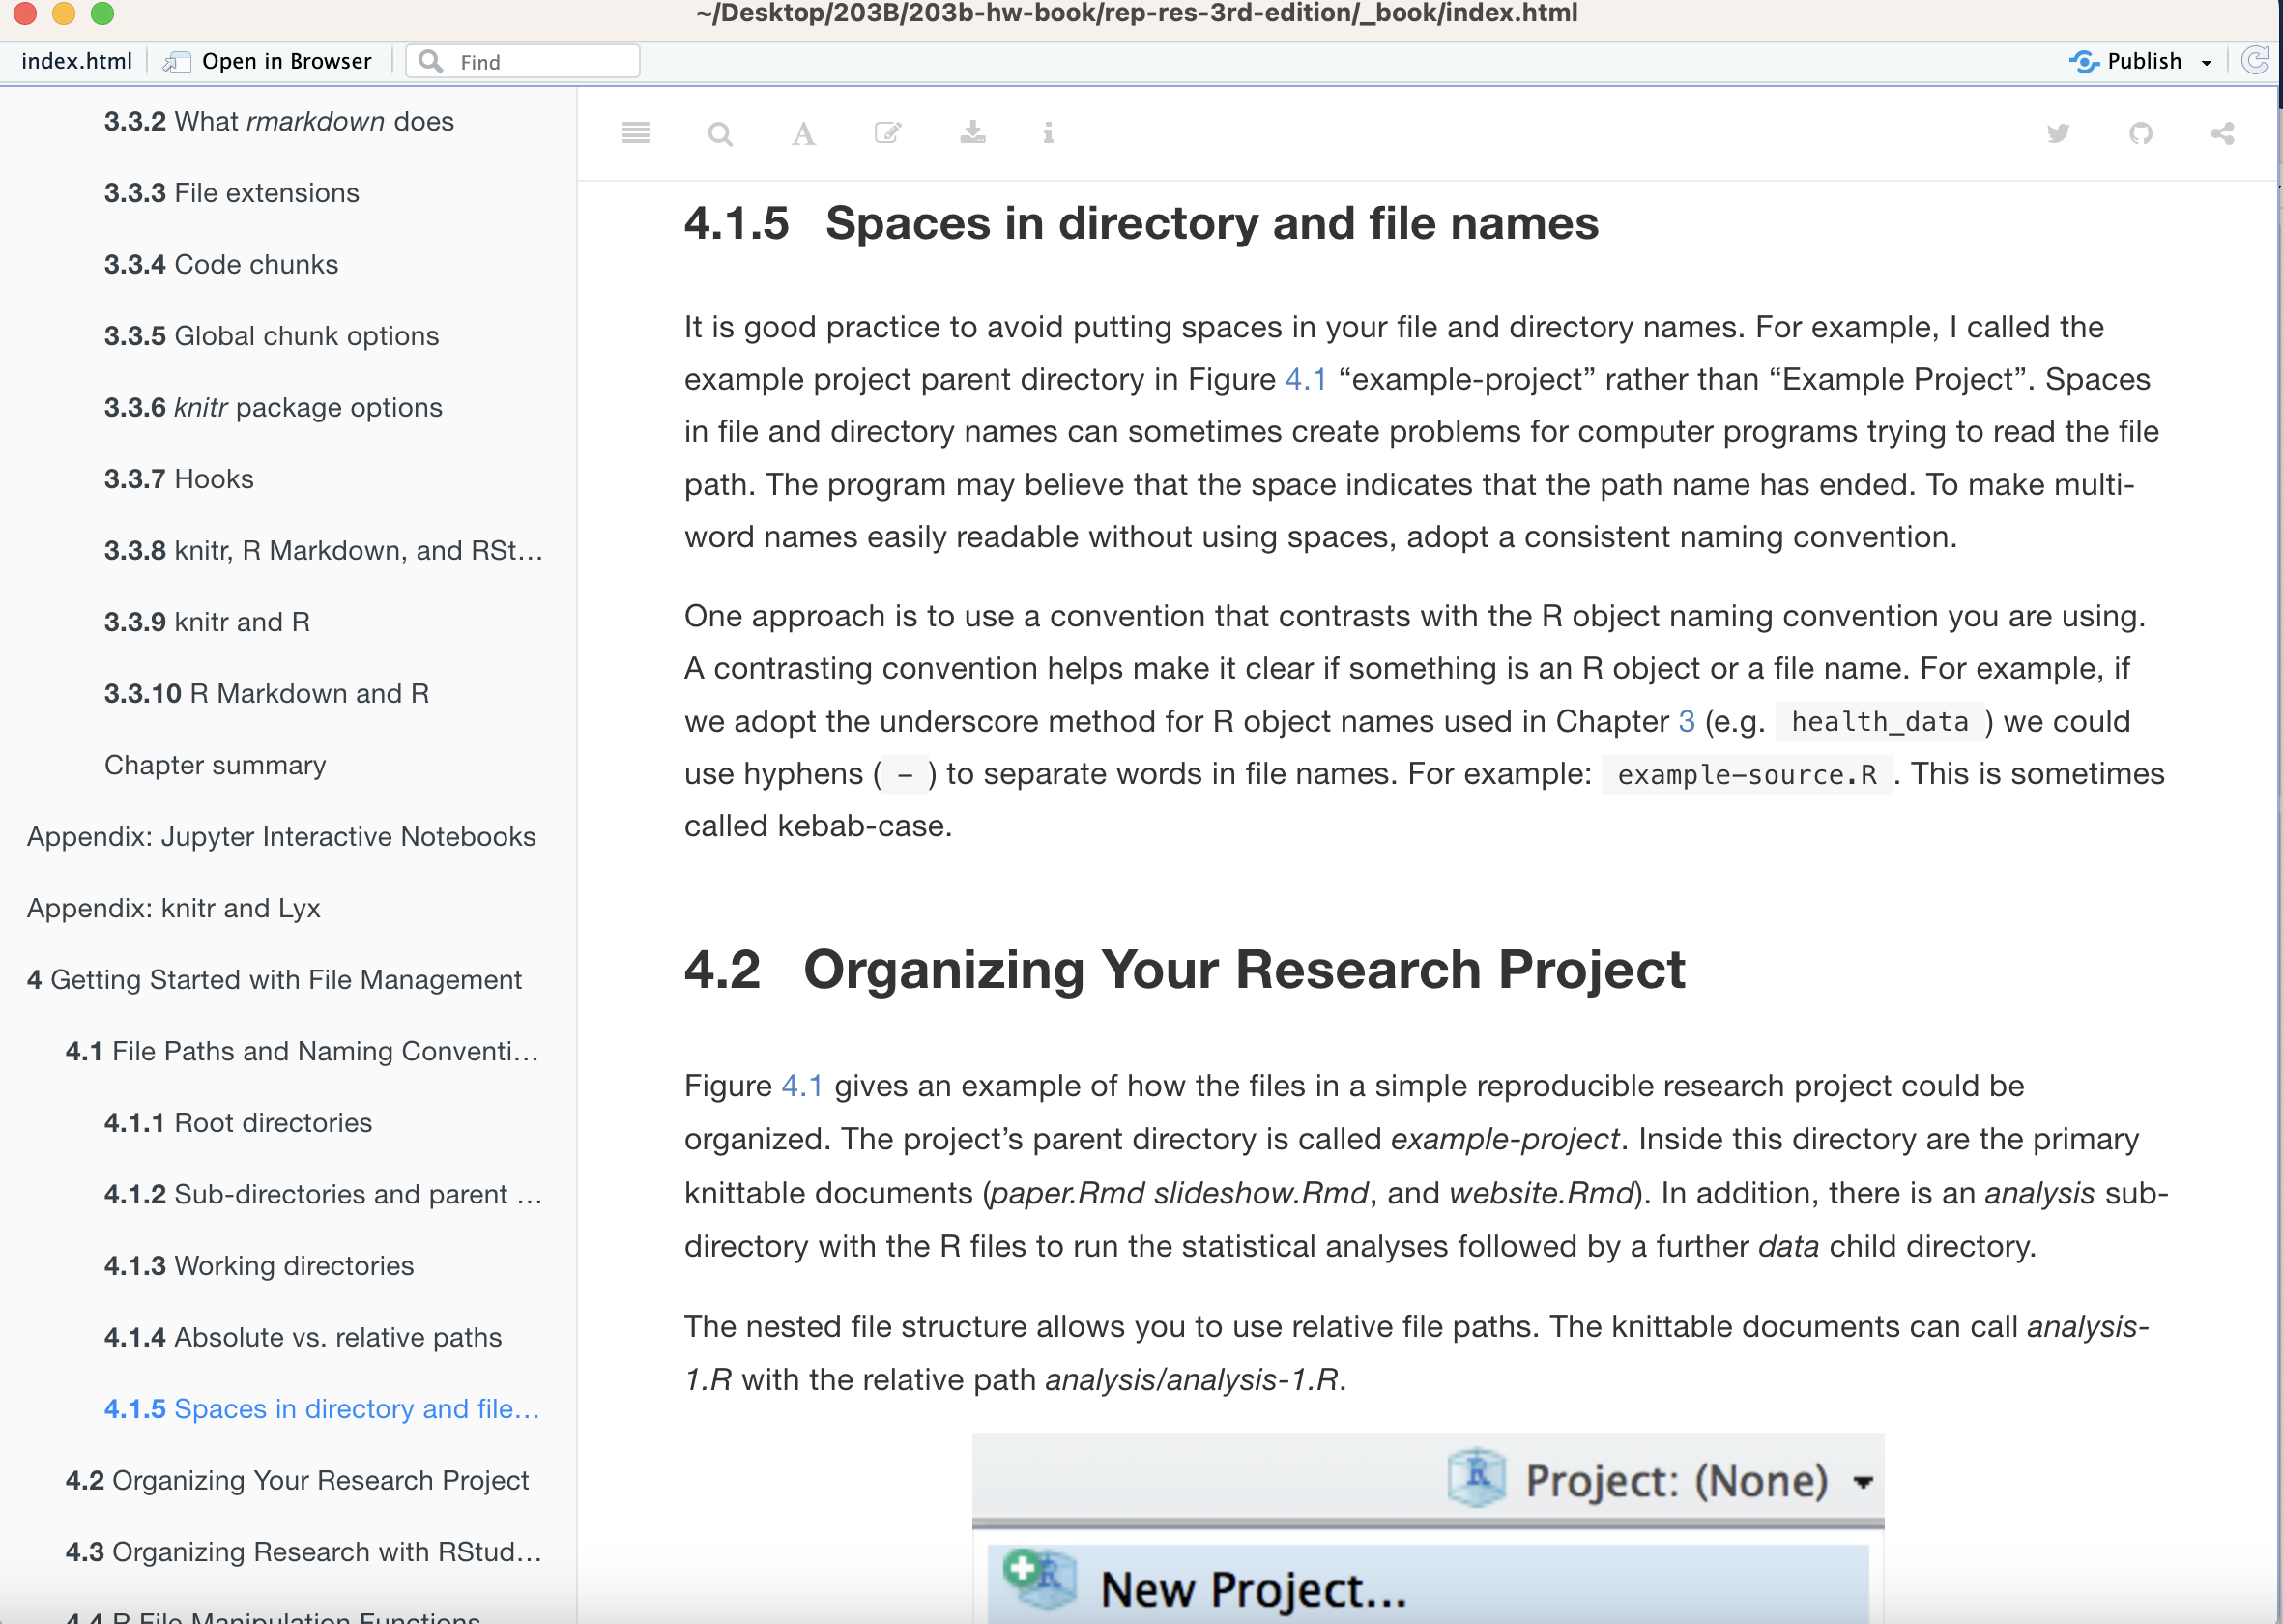 ~/Desktop/203B/203b-hw-book/rep-res-3rd-edition/_book/index.html
index.html
Open in Browser
Find
Publish
3.3.2 What rmarkdown does
3.3.3 File extensions
3.3.4 Code chunks
3.3.5 Global chunk options
3.3.6 knitr package options
3.3.7 Hooks
3.3.8 knitr, R Markdown, and RSt…
3.3.9 knitr and R
3.3.10 R Markdown and R
Chapter summary
Appendix: Jupyter Interactive Notebooks
Appendix: knitr and Lyx
4 Getting Started with File Management
4.1 File Paths and Naming Conventi…
4.1.1 Root directories
4.1.2 Sub-directories and parent …
4.1.3 Working directories
4.1.4 Absolute vs. relative paths
4.1.5 Spaces in directory and file…
4.2 Organizing Your Research Project
4.3 Organizing Research with RStud…
4.4 R File Manipulation Functions
4.1.5 Spaces in directory and file names
It is good practice to avoid putting spaces in your file and directory names. For example, I called the
example project parent directory in Figure 4.1 “example-project” rather than “Example Project”. Spaces
in file and directory names can sometimes create problems for computer programs trying to read the file
path. The program may believe that the space indicates that the path name has ended. To make multi-
word names easily readable without using spaces, adopt a consistent naming convention.
One approach is to use a convention that contrasts with the R object naming convention you are using.
A contrasting convention helps make it clear if something is an R object or a file name. For example, if
we adopt the underscore method for R object names used in Chapter 3 (e.g. health_data ) we could
use hyphens ( - ) to separate words in file names. For example: example-source.R . This is sometimes
called kebab-case.
4.2 Organizing Your Research Project
Figure 4.1 gives an example of how the files in a simple reproducible research project could be
organized. The project’s parent directory is called example-project. Inside this directory are the primary
knittable documents (paper.Rmd slideshow.Rmd, and website.Rmd). In addition, there is an analysis sub-
directory with the R files to run the statistical analyses followed by a further data child directory.
The nested file structure allows you to use relative file paths. The knittable documents can call analysis-
1.R with the relative path analysis/analysis-1.R.
Project: (None)
New Project...